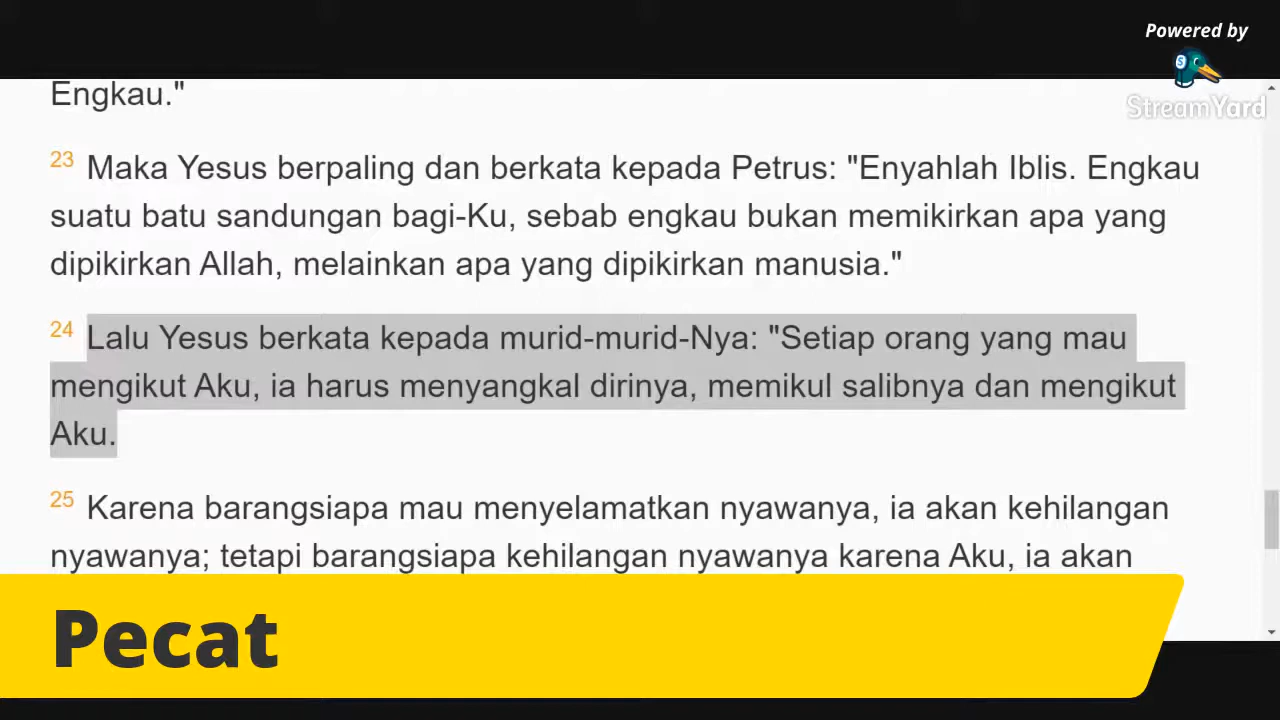 Powered by
StreamYard
Engkau."
23 Maka Yesus berpaling dan berkata kepada Petrus: "Enyahlah Iblis. Engkau
suatu batu sandungan bagi-Ku, sebab engkau bukan memikirkan apa yang
dipikirkan Allah, melainkan apa yang dipikirkan manusia."
24 Lalu Yesus berkata kepada murid-murid-Nya: "Setiap orang yang mau
mengikut Aku, ia harus menyangkal dirinya, memikul salibnya dan mengikut
Aku.
25 Karena barangsiapa mau menyelamatkan nyawanya, ia akan kehilangan
nyawanya; tetapi barangsiapa kehilangan nyawanya karena Aku, ia akan
Pecat